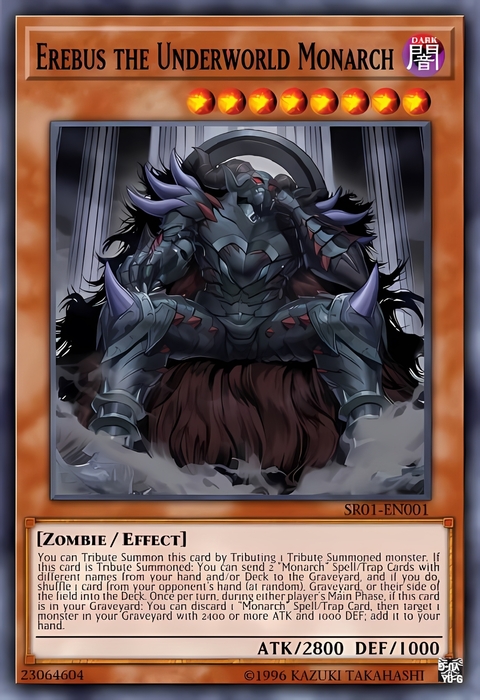 Erebus the Underworld Monarch
DARK
闇
SR01-EN001
[Zombie / Effect]
You can Tribute Summon this card by Tributing 1 Tribute Summoned monster. If
this card is Tribute Summoned: You can send 2 "Monarch" Spell/Trap Cards with
different names from your hand and/or Deck to the Graveyard, and if you do,
shuffle 1 card from your opponent's hand (at random), Graveyard, or their side of
the field into the Deck. Once per turn, during either player's Main Phase, if this card
is in your Graveyard: You can discard 1 "Monarch" Spell/Trap Card, then target 1
monster in your Graveyard with 2400 or more ATK and 1000 DEF; add it to your
hand.
ATK/2800 DEF/1000
23064604
©1996 KAZUKI TAKAHASHI